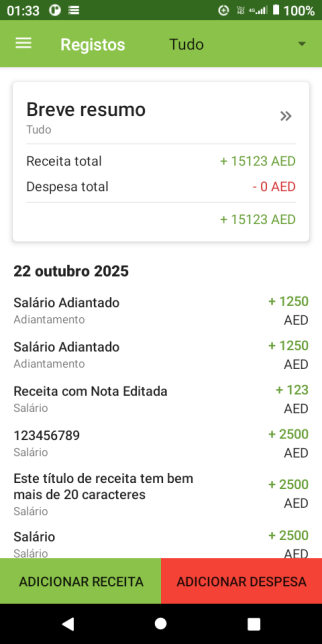 01:33
100%
Registos
Tudo
Breve resumo
Tudo
Receita total + 15123 AED
Despesa total - 0 AED
+ 15123 AED
22 outubro 2025
Salário Adiantado + 1250
Adiantamento AED
Salário Adiantado + 1250
Adiantamento AED
Receita com Nota Editada + 123
Salário AED
123456789 + 2500
Salário AED
Este título de receita tem bem + 2500
mais de 20 caracteres AED
Salário
Salário + 2500
Salário AED
ADICIONAR RECEITA
ADICIONAR DESPESA